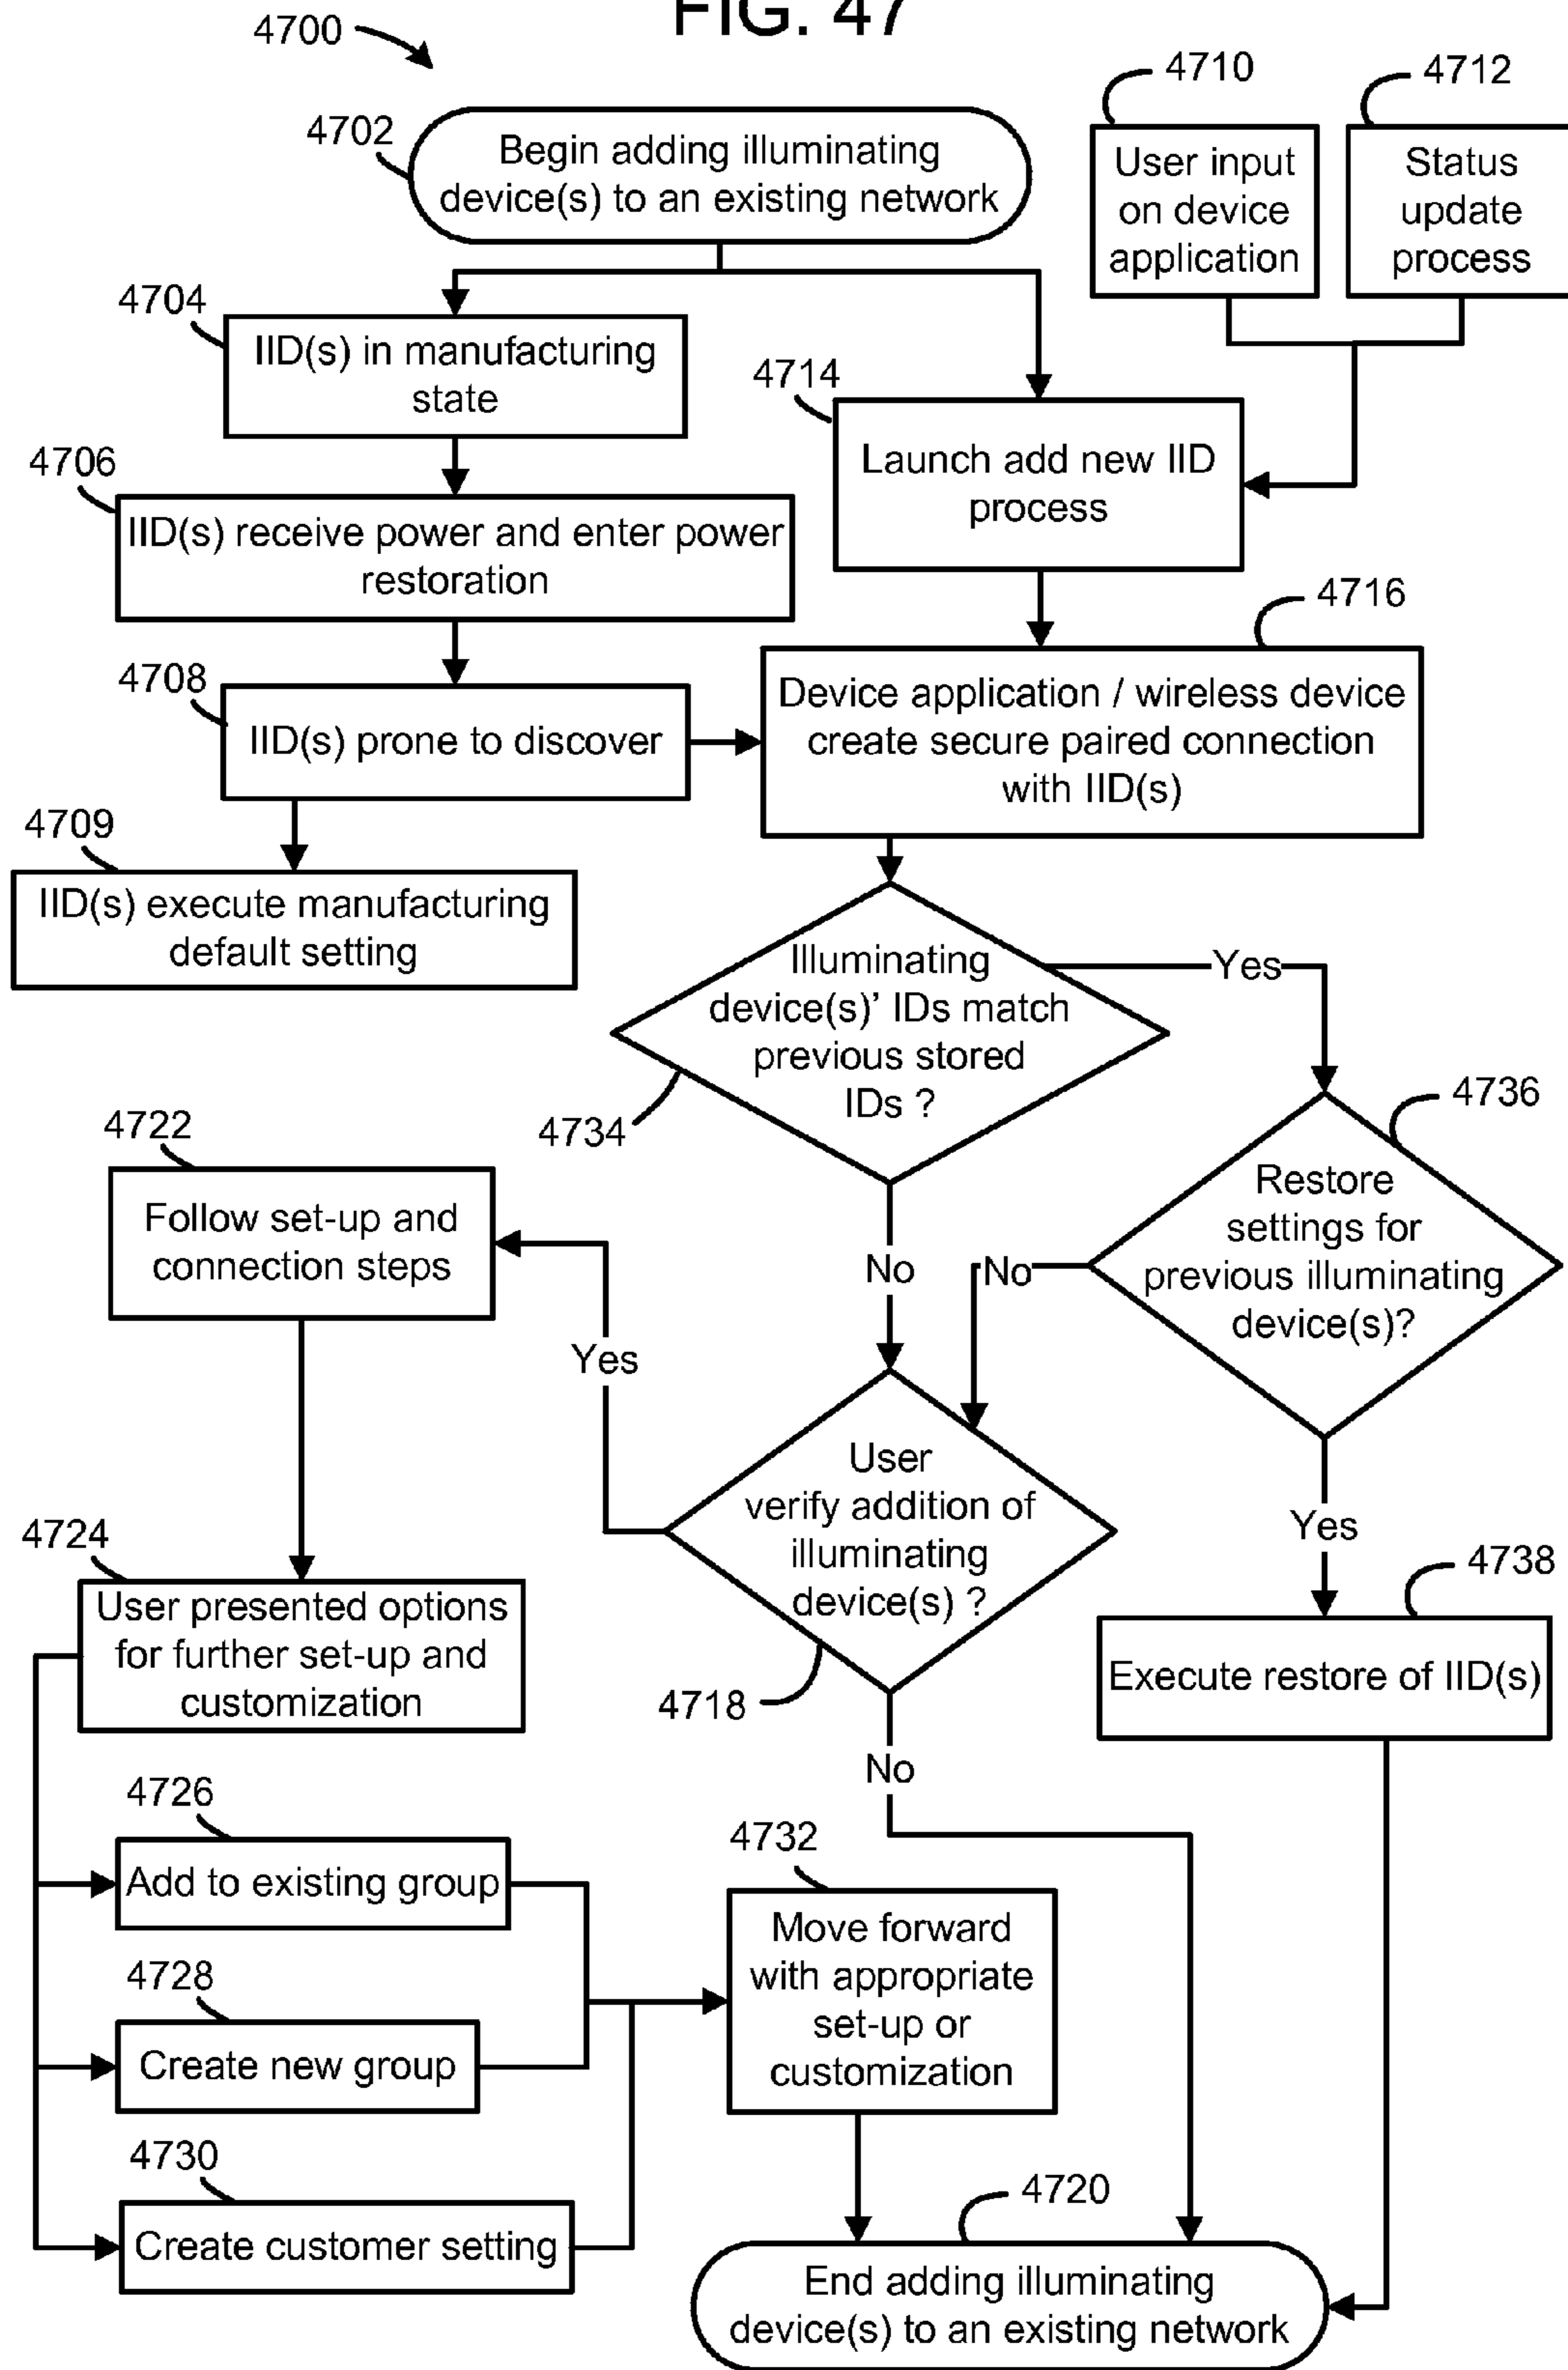 FIG. 47
4700
4702
Begin adding illuminating
device(s) to an existing network
4710
User input
on device
application
4712
Status
update
process
4704
IID(s) in manufacturing
state
4714
Launch add new IID
process
4706
IID(s) receive power and enter power
restoration
4716
Device application / wireless device
create secure paired connection
with IID(s)
4708
IID(s) prone to discover
4709
IID(s) execute manufacturing
default setting
Illuminating
device(s)' IDs match
previous stored
IDs ?
4734
Yes
No
4736
Restore
settings for
previous illuminating
device(s)?
No
Yes
4722
Follow set-up and
connection steps
Yes
User
verify addition of
illuminating
device(s) ?
4718
No
4738
Execute restore of IID(s)
4724
User presented options
for further set-up and
customization
4726
Add to existing group
4728
Create new group
4730
Create customer setting
4732
Move forward
with appropriate
set-up or
customization
4720
End adding illuminating
device(s) to an existing network